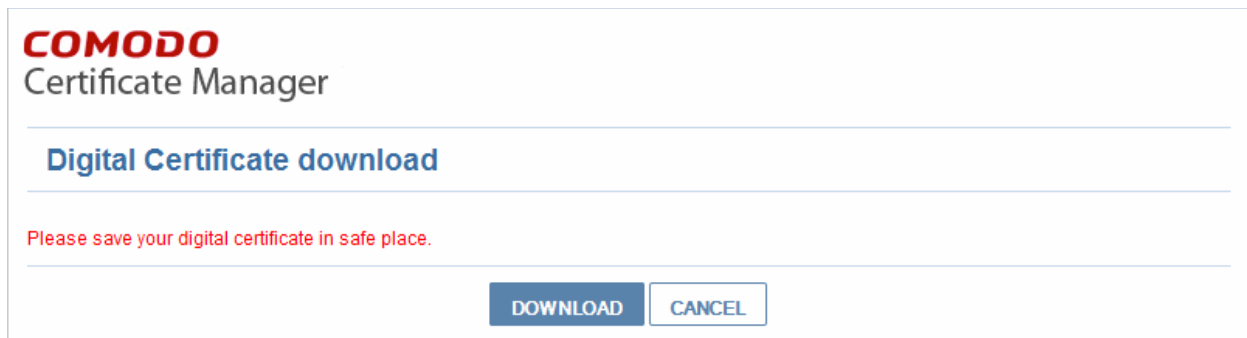 COMODO
Certificate Manager
Digital Certificate download
Please save your digital certificate in safe place.
DOWNLOAD CANCEL